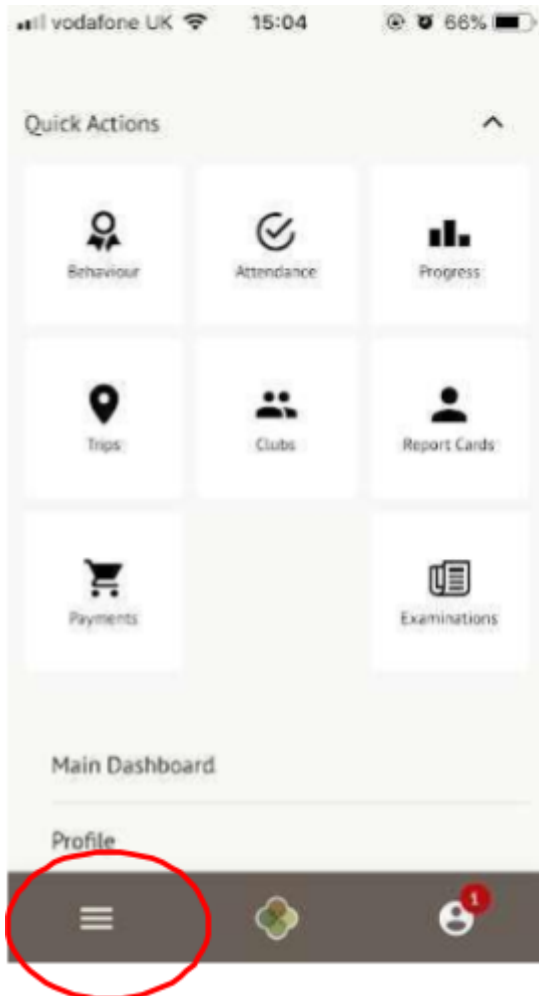 vodafone UK 15:04 66%
Quick Actions
Behaviour Attendance Progress
Trips Clubs Report Cards
Payments Examinations
Main Dashboard
Profile
1